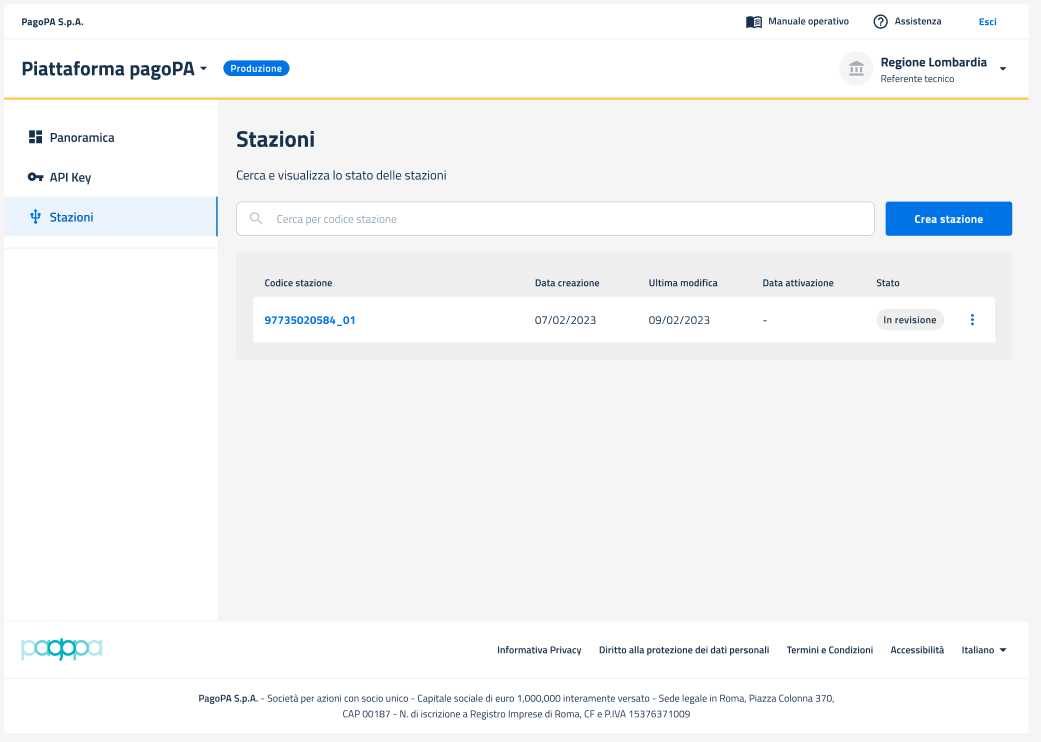 PagoPA S.p.A.
Manuale operativo
Assistenza
Esci
Piattaforma pagoPA
Produzione
Regione Lombardia
Referente tecnico
Panoramica
API Key
Stazioni
Stazioni
Cerca e visualizza lo stato delle stazioni
Cerca per codice stazione
Crea stazione
Codice stazione
Data creazione
Ultima modifica
Data attivazione
Stato
97735020584_01
07/02/2023
09/02/2023
-
In revisione
pagopa
Informativa Privacy
Diritto alla protezione dei dati personali
Termini e Condizioni
Accessibilità
Italiano
PagoPA S.p.A. - Società per azioni con socio unico - Capitale sociale di euro 1,000,000 interamente versato - Sede legale in Roma, Piazza Colonna 370,
CAP 00187 - N. di iscrizione a Registro Imprese di Roma, CF e P.IVA 15376371009